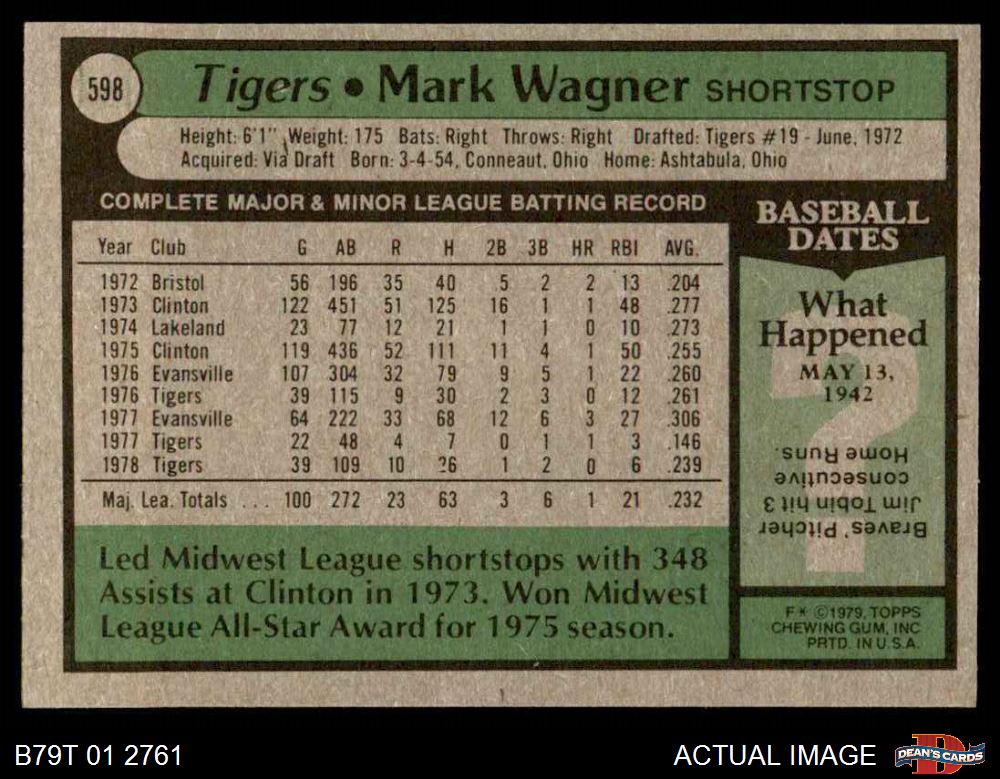 598
Tigers • Mark Wagner SHORTSTOP
Height: 6'1" Weight: 175 Bats: Right Throws: Right Drafted: Tigers #19 - June, 1972
Acquired: Via Draft Born: 3-4-54, Conneaut, Ohio Home: Ashtabula, Ohio
COMPLETE MAJOR & MINOR LEAGUE BATTING RECORD
Year Club G AB R H 2B 3B HR RBI AVG.
1972 Bristol 56 196 35 40 5 2 2 13 .204
1973 Clinton 122 451 51 125 16 1 1 48 .277
1974 Lakeland 23 77 12 21 1 1 0 10 .273
1975 Clinton 119 436 52 111 11 4 1 50 .255
1976 Evansville 107 304 32 79 9 5 1 22 .260
1976 Tigers 39 115 9 30 2 3 0 12 .261
1977 Evansville 64 222 33 68 12 6 3 27 .306
1977 Tigers 22 48 4 7 0 1 1 3 .146
1978 Tigers 39 109 10 26 1 2 0 6 .239
Maj. Lea. Totals ... 100 272 23 63 3 6 1 21 .232
Led Midwest League shortstops with 348
Assists at Clinton in 1973. Won Midwest
League All-Star Award for 1975 season.
BASEBALL
DATES
What
Happened
MAY 13,
1942
?
Braves' Pitcher
Jim Tobin hit 3
consecutive
Home Runs.
F* ©1979, TOPPS
CHEWING GUM, INC
PRTD. IN U.S.A.
B79T 01 2761
ACTUAL IMAGE
DEAN'S CARDS